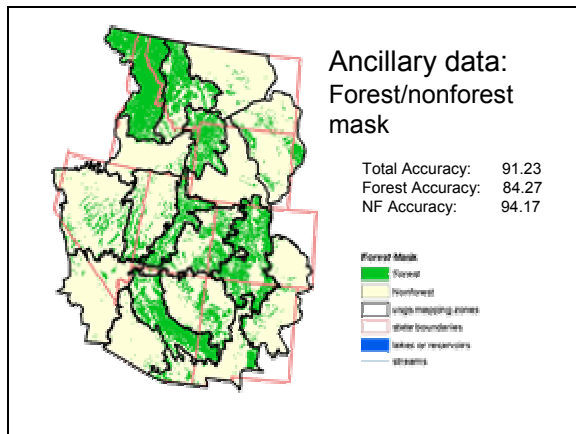 Ancillary data:
Forest/nonforest
mask
Total Accuracy: 91.23
Forest Accuracy: 84.27
NF Accuracy: 94.17
Forest Mask
Forest
Nonforest
usgs mapping zones
state boundaries
lakes or reservoirs
streams